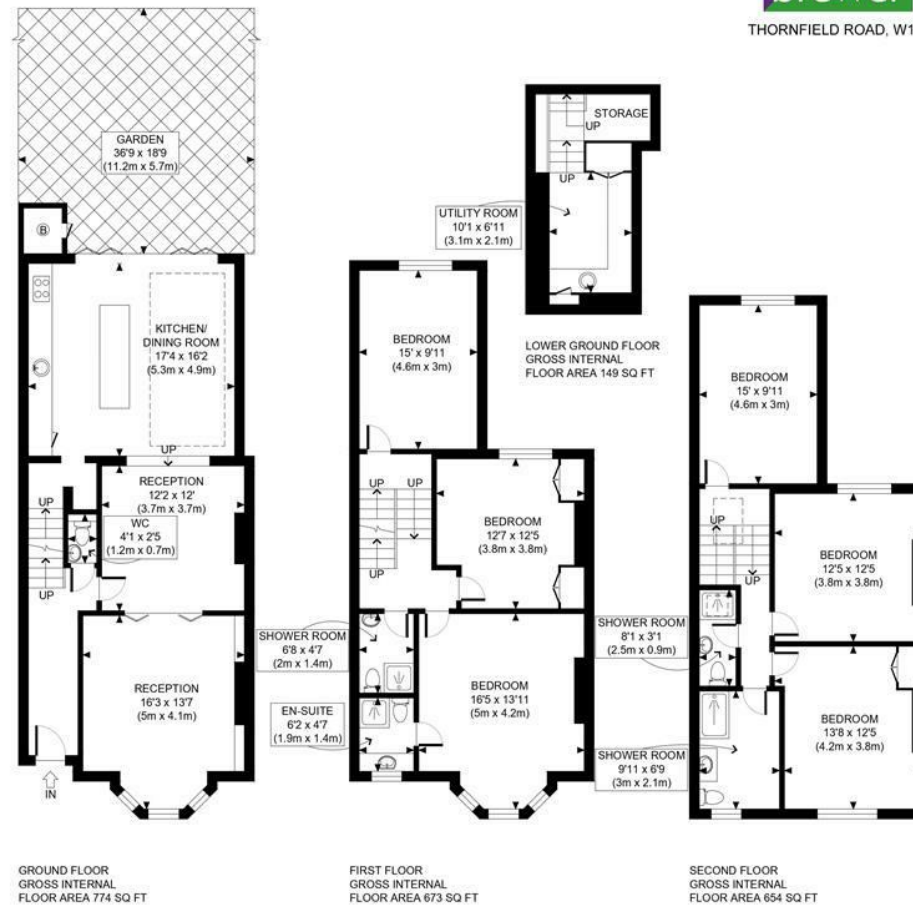 THORNFIELD ROAD, W1
GARDEN
36'9 x 18'9
(11.2m x 5.7m)
B
KITCHEN/
DINING ROOM
17'4 x 16'2
(5.3m x 4.9m)
UP
RECEPTION
12'2 x 12'
(3.7m x 3.7m)
UP
WC
4'1 x 2'5
(1.2m x 0.7m)
UP
RECEPTION
16'3 x 13'7
(5m x 4.1m)
IN
GROUND FLOOR
GROSS INTERNAL
FLOOR AREA 774 SQ FT
STORAGE
UP
UP
UTILITY ROOM
10'1 x 6'11
(3.1m x 2.1m)
LOWER GROUND FLOOR
GROSS INTERNAL
FLOOR AREA 149 SQ FT
BEDROOM
15' x 9'11
(4.6m x 3m)
UP
UP
UP
BEDROOM
12'7 x 12'5
(3.8m x 3.8m)
SHOWER ROOM
6'8 x 4'7
(2m x 1.4m)
EN-SUITE
6'2 x 4'7
(1.9m x 1.4m)
BEDROOM
16'5 x 13'11
(5m x 4.2m)
FIRST FLOOR
GROSS INTERNAL
FLOOR AREA 673 SQ FT
BEDROOM
15' x 9'11
(4.6m x 3m)
UP
UP
BEDROOM
12'5 x 12'5
(3.8m x 3.8m)
SHOWER ROOM
8'1 x 3'1
(2.5m x 0.9m)
BEDROOM
13'8 x 12'5
(4.2m x 3.8m)
SHOWER ROOM
9'11 x 6'9
(3m x 2.1m)
SECOND FLOOR
GROSS INTERNAL
FLOOR AREA 654 SQ FT